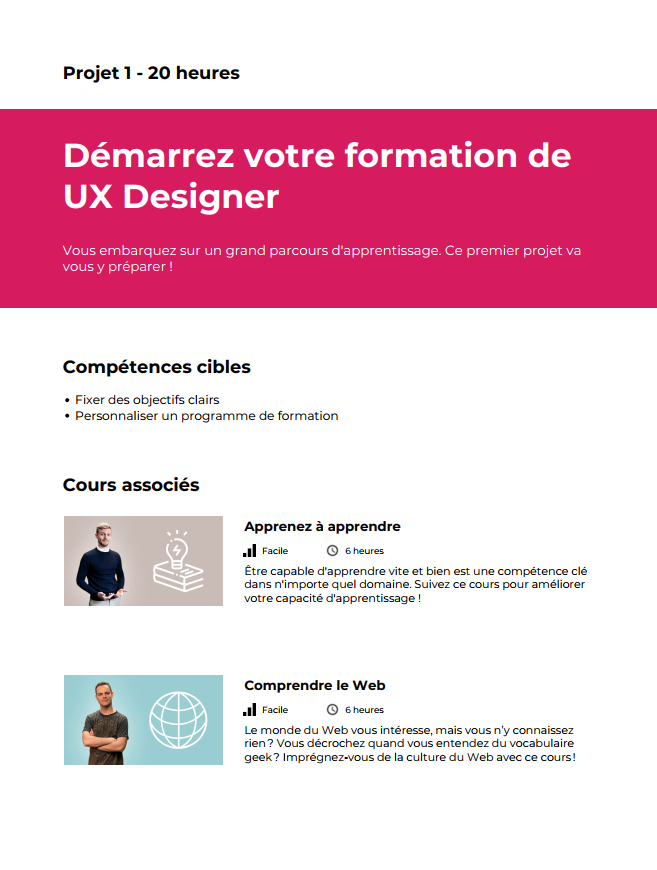 Projet 1 - 20 heures
Démarrez votre formation de
UX Designer
Vous embarquez sur un grand parcours d'apprentissage. Ce premier projet va
vous y préparer !
Compétences cibles
• Fixer des objectifs clairs
• Personnaliser un programme de formation
Cours associés
Apprenez à apprendre
Facile 6 heures
Être capable d'apprendre vite et bien est une compétence clé
dans n'importe quel domaine. Suivez ce cours pour améliorer
votre capacité d'apprentissage !
Comprendre le Web
Facile 6 heures
Le monde du Web vous intéresse, mais vous n’y connaissez
rien ? Vous décrochez quand vous entendez du vocabulaire
geek ? Imprégnez-vous de la culture du Web avec ce cours !